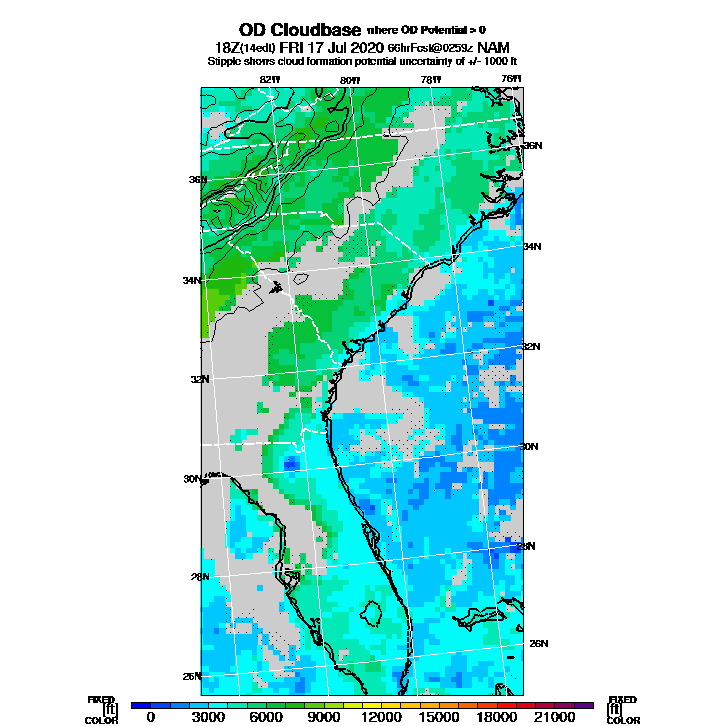 OD Cloudbase where OD Potential > 0
18Z(14edt) FRI 17 Jul 2020 66hrFcst@0259z NAM
Stipple shows cloud formation potential uncertainty of +/- 1000 ft
82W 80W 78W 76W
36N
36N
34N
34N
32N
32N
30N
30N
28N
28N
26N
26N
FIXED FIXED
[ft] [ft]
COLOR 0 3000 6000 9000 12000 15000 18000 21000 COLOR